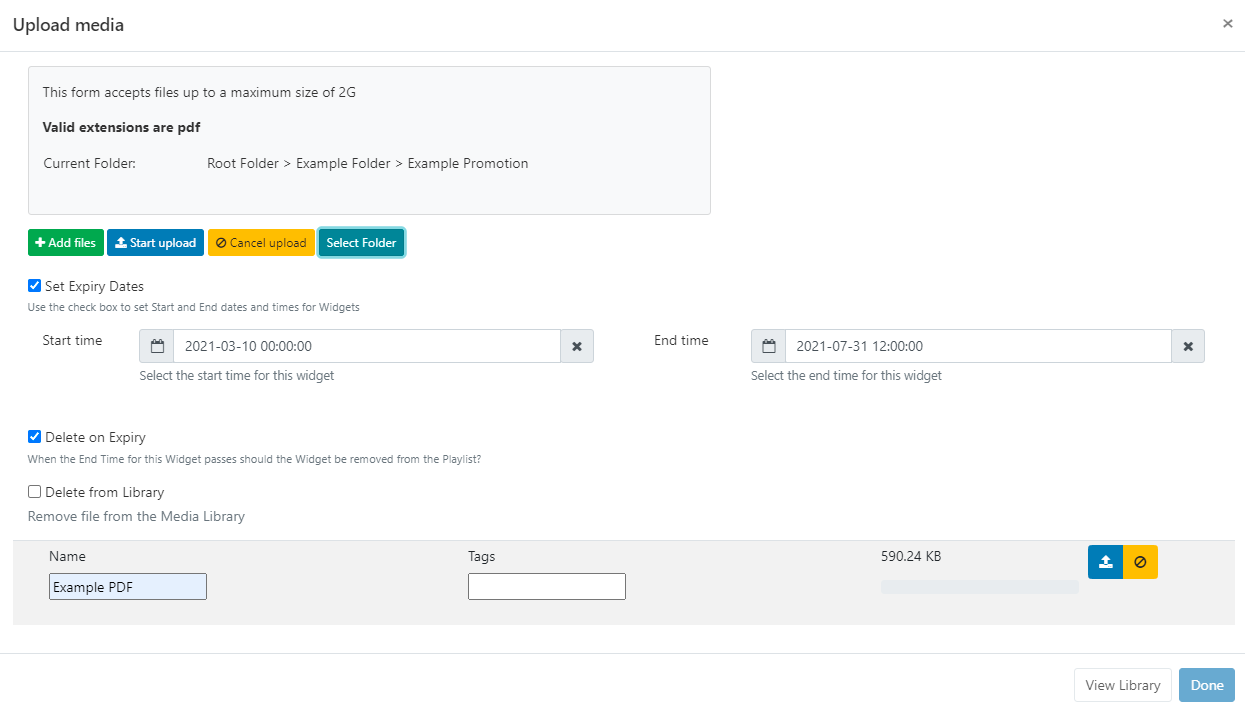 Upload media
×
This form accepts files up to a maximum size of 2G
Valid extensions are pdf
Current Folder: Root Folder > Example Folder > Example Promotion
Add files Start upload Cancel upload Select Folder
Set Expiry Dates
Use the check box to set Start and End dates and times for Widgets
Start time 2021-03-10 00:00:00 End time 2021-07-31 12:00:00
Select the start time for this widget Select the end time for this widget
Delete on Expiry
When the End Time for this Widget passes should the Widget be removed from the Playlist?
Delete from Library
Remove file from the Media Library
Name Tags 590.24 KB
Example PDF
View Library Done